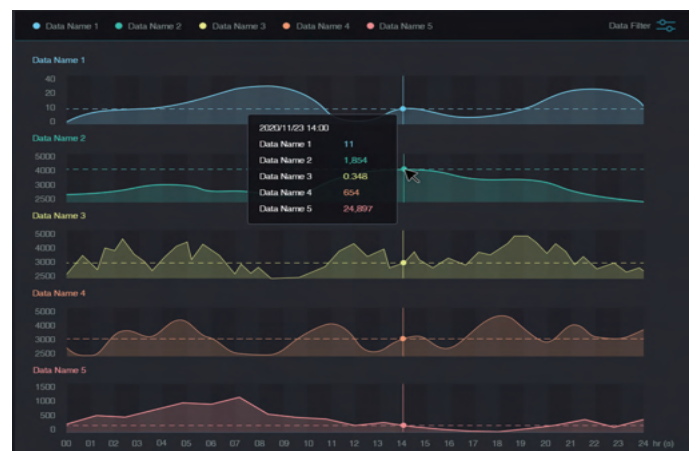 Data Name 1 Data Name 2 Data Name 3 Data Name 4 Data Name 5 Data Filter
Data Name 1
40
20
10
0
Data Name 2
5000
4000
3000
2500
2020/11/23 14:00
Data Name 1 11
Data Name 2 1,854
Data Name 3 0.348
Data Name 4 654
Data Name 5 24,897
Data Name 3
5000
4000
3000
2500
Data Name 4
5000
4000
3000
2500
Data Name 5
1500
1000
500
0
00 01 02 03 04 05 06 07 08 09 10 11 12 13 14 15 16 17 18 19 20 21 22 23 24 hr (s)